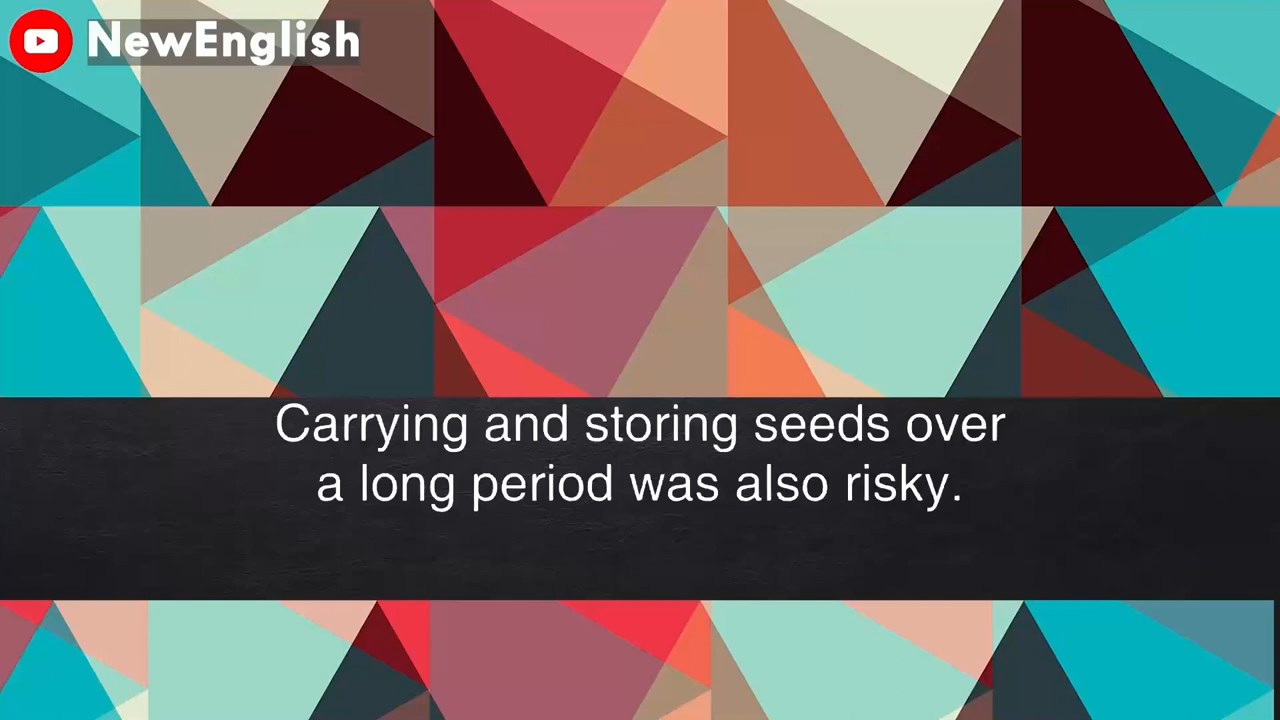 NewEnglish
Carrying and storing seeds over
a long period was also risky.